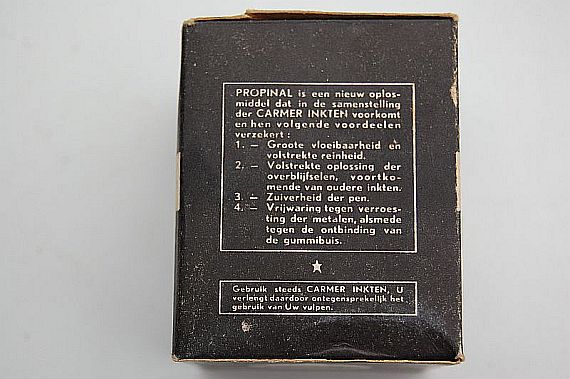 PROPINAL is een nieuw oplos-
middel dat in de samenstelling
der CARMER INKTEN voorkomt
en hen volgende voordeelen
verzekert :
1. — Groote vloeibaarheid en
volstrekte reinheid.
2. — Volstrekte oplossing der
overblijfselen, voortko-
mende van oudere inkten.
3. — Zuiverheid der pen.
4. — Vrijwaring tegen verroes-
ting der metalen, alsmede
tegen de ontbinding van
de gummibuis.
Gebruik steeds CARMER INKTEN, U
verlengt daardoor ontegensprekelijk het
gebruik van Uw vulpen.